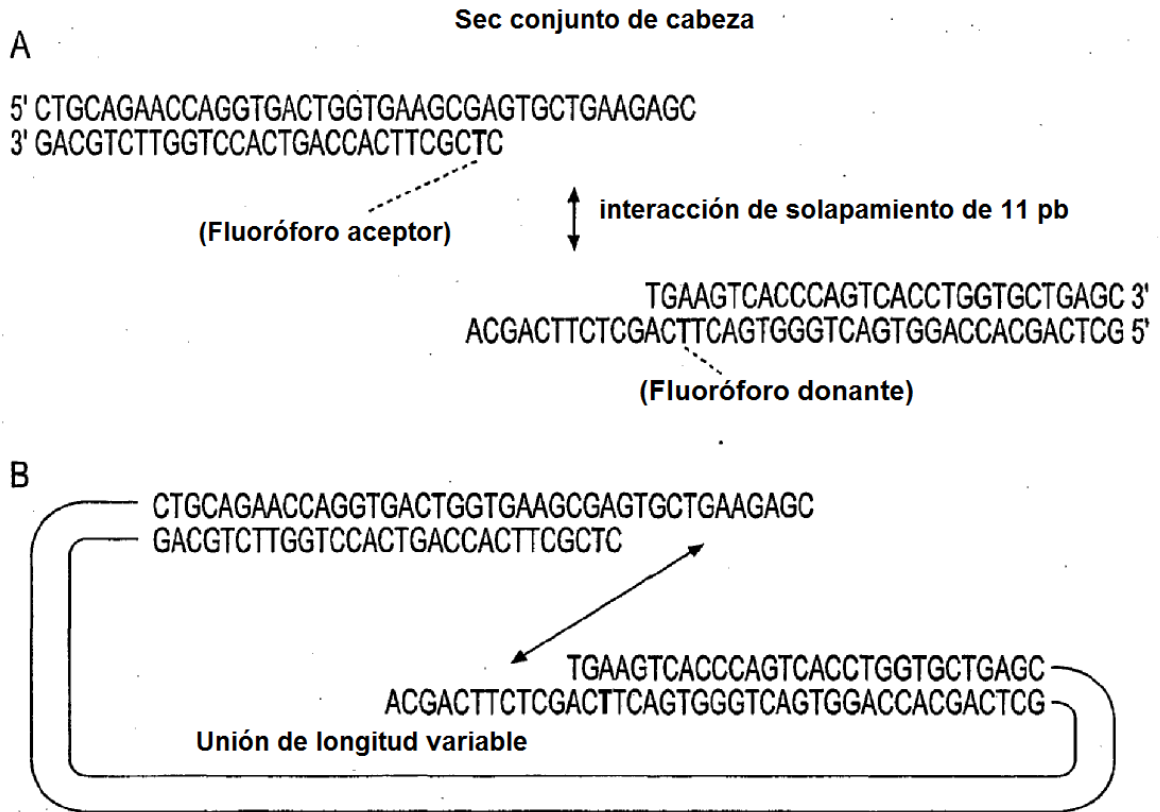 Sec conjunto de cabeza
A
5' CTGCAGAACCAGGTGACTGGTGAAGCGAGTGCTGAAGAGC
3' GACGTCTTGGTCCACTGACCACTTCGCTC
(Fluoróforo aceptor)
interacción de solapamiento de 11 pb
TGAAGTCACCCAGTCACCTGGTGCTGAGC 3'
ACGACTTCTCGACTTCAGTGGGTCAGTGGACCACGACTCG 5'
(Fluoróforo donante)
B
CTGCAGAACCAGGTGACTGGTGAAGCGAGTGCTGAAGAGC
GACGTCTTGGTCCACTGACCACTTCGCTC
TGAAGTCACCCAGTCACCTGGTGCTGAGC
ACGACTTCTCGACTTCAGTGGGTCAGTGGACCACGACTCG
Unión de longitud variable